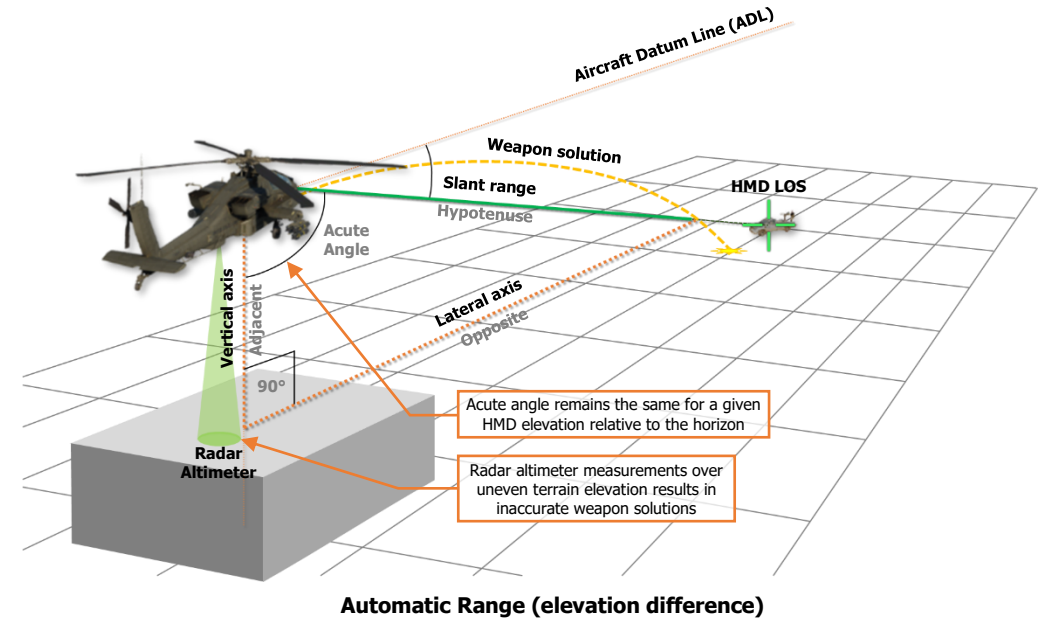 Aircraft Datum Line (ADL)
Weapon solution
HMD LOS
Slant range
Hypotenuse
Acute
Angle
Vertical axis
Adjacent
Lateral axis
Opposite
90°
Acute angle remains the same for a given
HMD elevation relative to the horizon
Radar
Altimeter
Radar altimeter measurements over
uneven terrain elevation results in
inaccurate weapon solutions
Automatic Range (elevation difference)